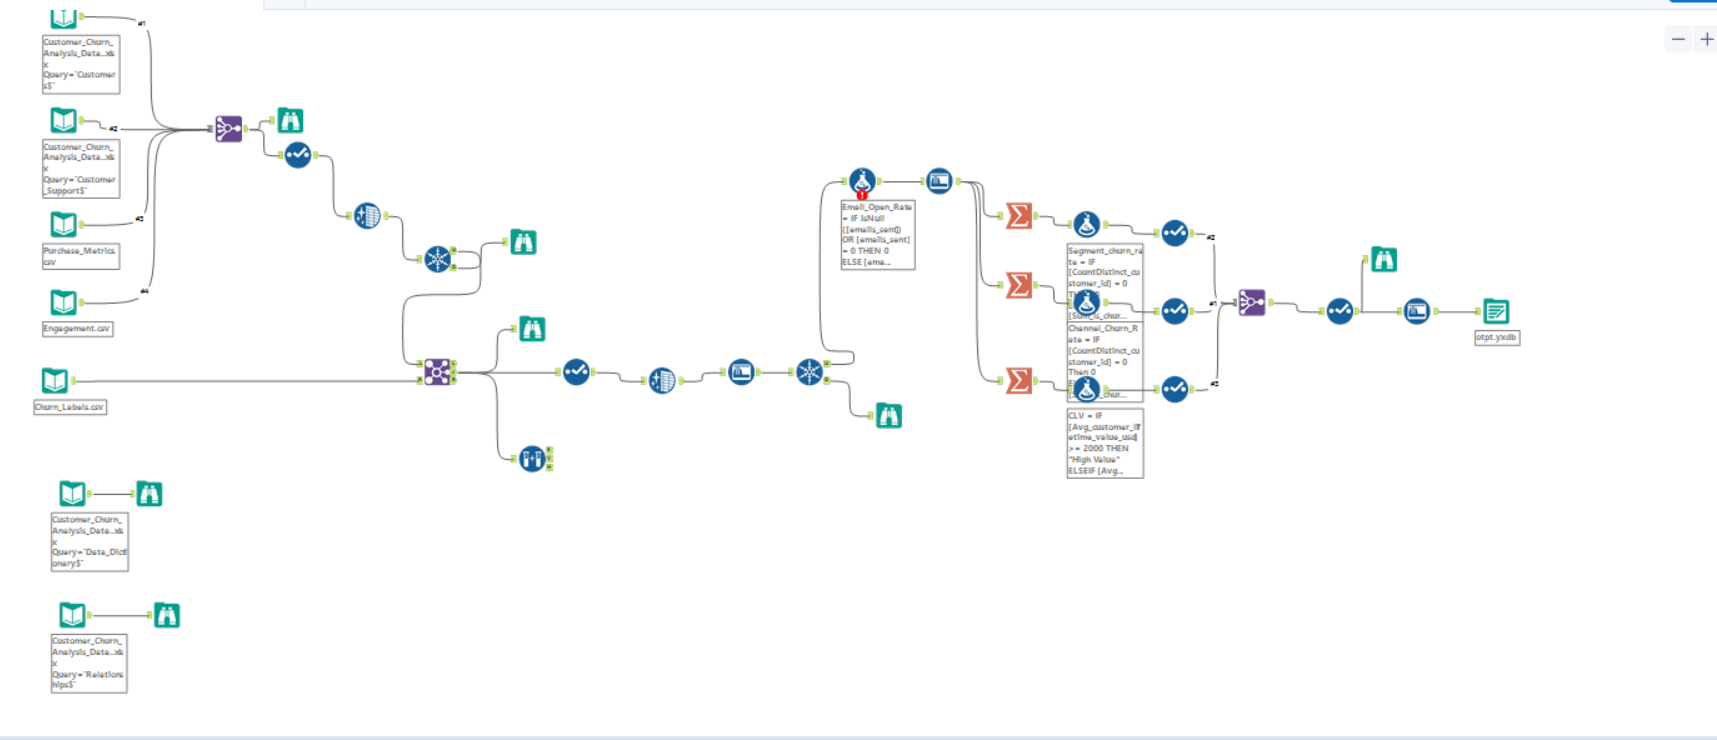 #1
Customer_Churn_
Analysis_Data...xls
x
Query=`Customer
s$`
#2
Customer_Churn_
Analysis_Data...xls
x
Query=`Customer
_Support$`
#3
Purchase_Metrics.
csv
#4
Engagement.csv
Churn_Labels.csv
Customer_Churn_
Analysis_Data...xls
x
Query=`Data_Dicti
onary$`
Customer_Churn_
Analysis_Data...xls
x
Query=`Relations
hips$`
Email_Open_Rate
= IF IsNull
([emails_sent])
OR [emails_sent]
= 0 THEN 0
ELSE [eme...
Segment_churn_ra
te = IF
[CountDistinct_cu
stomer_id] = 0
[Sum_is_chur...
Channel_Churn_R
ate = IF
[CountDistinct_cu
stomer_id] = 0
Then 0
CLV = IF
[Avg_customer_lif
etime_value_usd]
>= 2000 THEN
"High Value"
ELSEIF [Avg...
#2
#1
#3
otpt.yxdb